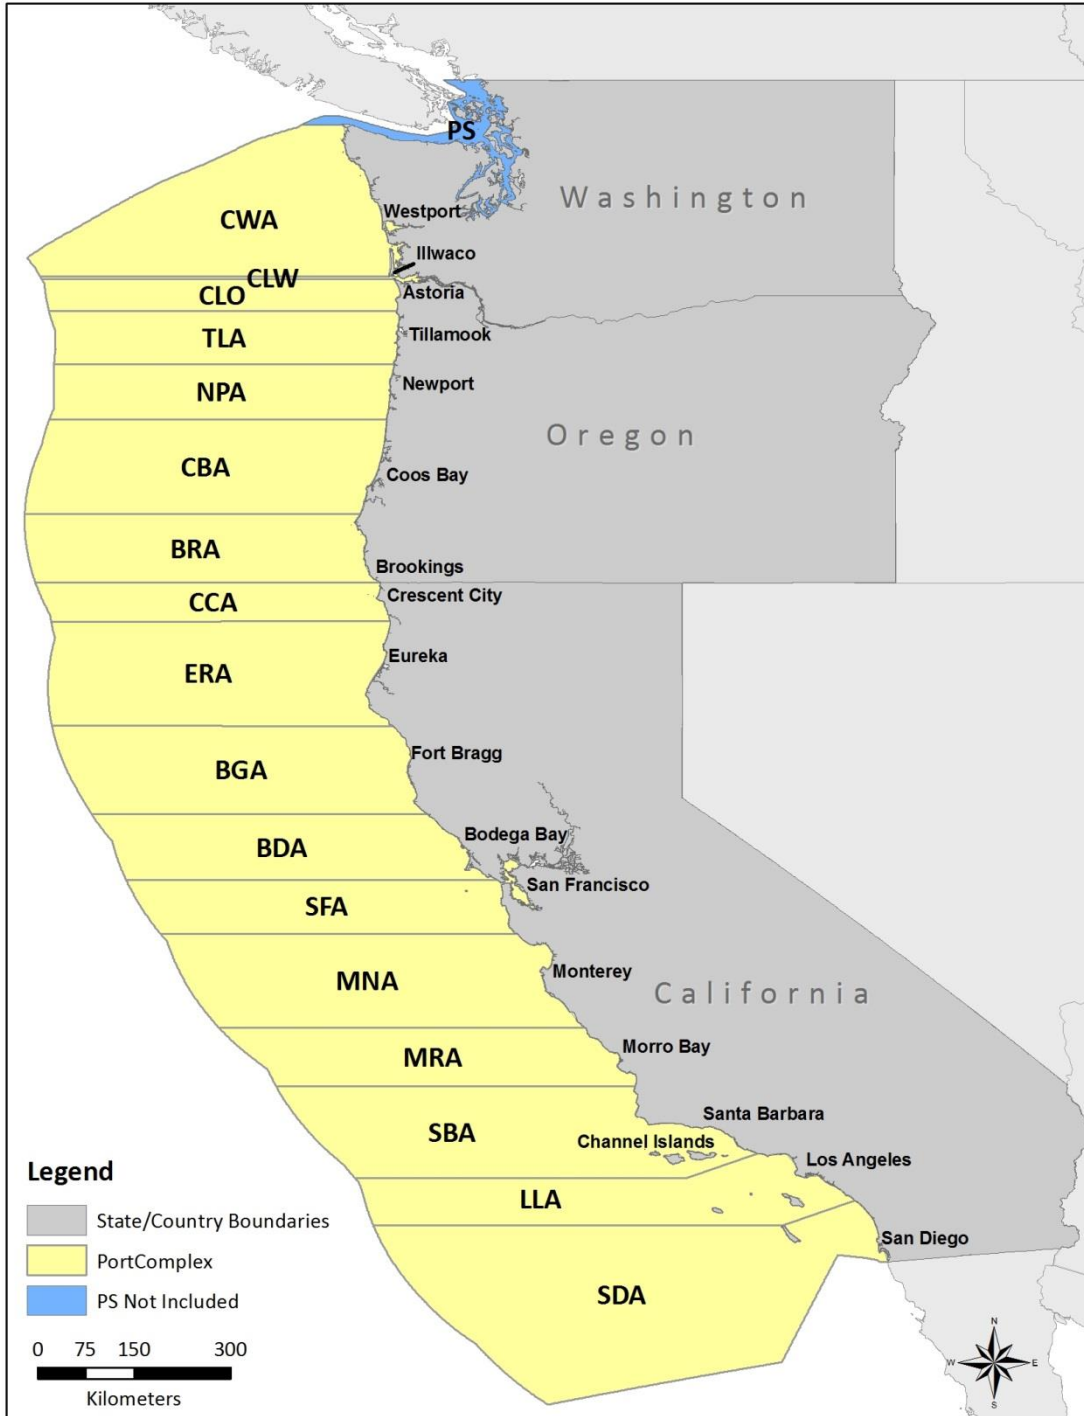 PS
Washington
Westport
CWA
Illwaco
CLW
CLO
Astoria
TLA
Tillamook
NPA
Newport
Oregon
CBA
Coos Bay
BRA
Brookings
CCA
Crescent City
ERA
Eureka
BGA
Fort Bragg
BDA
Bodega Bay
SFA
San Francisco
MNA
Monterey
California
MRA
Morro Bay
SBA
Santa Barbara
Channel Islands
Los Angeles
LLA
San Diego
SDA
Legend
State/Country Boundaries
PortComplex
PS Not Included
0 75 150 300
Kilometers
N
W E
S